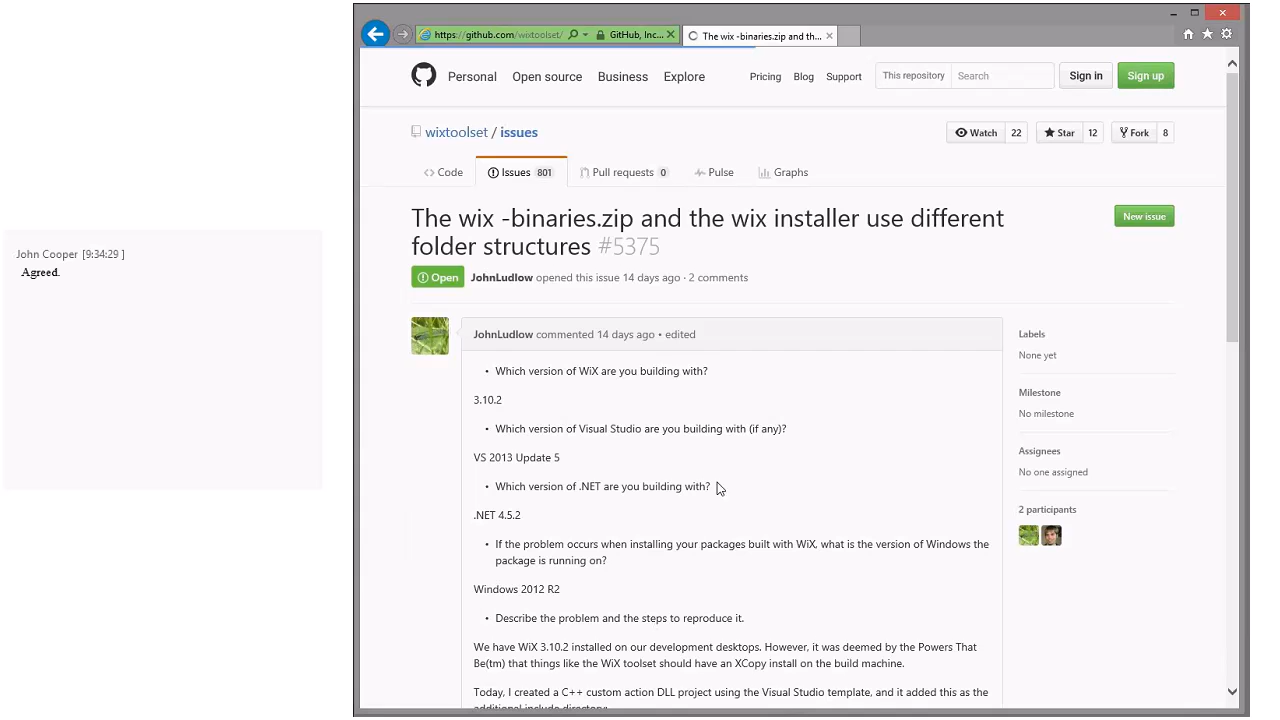 John Cooper [9:34:29 ]
Agreed.
https://github.com/wixtoolset/
GitHub, Inc...
The wix -binaries.zip and th...
Personal Open source Business Explore Pricing Blog Support This repository Search Sign in Sign up
wixtoolset / issues
Watch 22 Star 12 Fork 8
Code Issues 801 Pull requests 0 Pulse Graphs
The wix -binaries.zip and the wix installer use different
folder structures #5375
New issue
Open JohnLudlow opened this issue 14 days ago · 2 comments
JohnLudlow commented 14 days ago • edited
• Which version of WiX are you building with?
3.10.2
• Which version of Visual Studio are you building with (if any)?
VS 2013 Update 5
• Which version of .NET are you building with?
.NET 4.5.2
• If the problem occurs when installing your packages built with WiX, what is the version of Windows the
package is running on?
Windows 2012 R2
• Describe the problem and the steps to reproduce it.
We have WiX 3.10.2 installed on our development desktops. However, it was deemed by the Powers That
Be(tm) that things like the WiX toolset should have an XCopy install on the build machine.
Today, I created a C++ custom action DLL project using the Visual Studio template, and it added this as the
additional include directory:
Labels
None yet
Milestone
No milestone
Assignees
No one assigned
2 participants